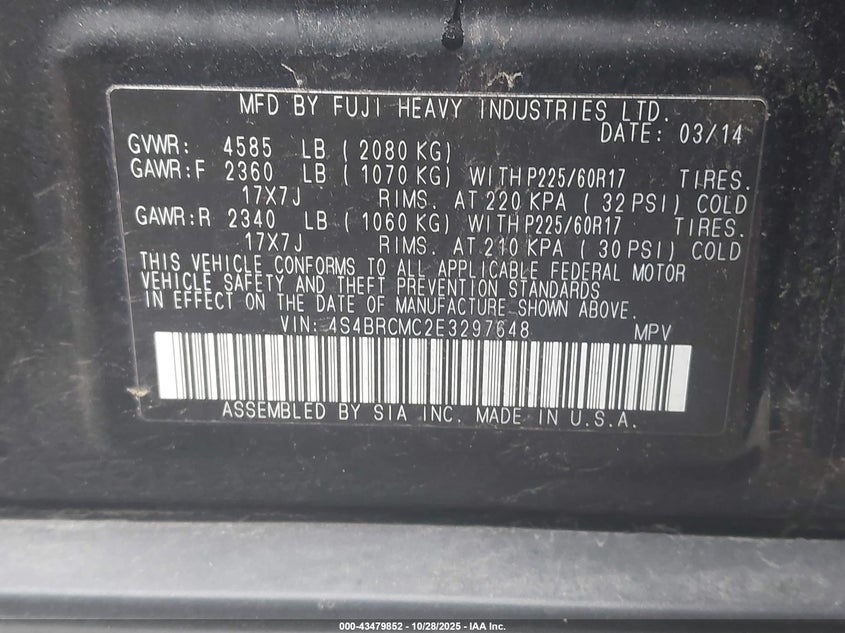 MFD BY FUJI HEAVY INDUSTRIES LTD.
DATE: 03/14
GVWR: 4585 LB ( 2080 KG)
GAWR:F 2360 LB ( 1070 KG) WITH P225/60R17 TIRES.
17X7J RIMS. AT 220 KPA ( 32 PSI) COLD
GAWR:R 2340 LB ( 1060 KG) WITH P225/60R17 TIRES.
17X7J RIMS. AT 210 KPA ( 30 PSI) COLD
THIS VEHICLE CONFORMS TO ALL APPLICABLE FEDERAL MOTOR
VEHICLE SAFETY AND THEFT PREVENTION STANDARDS
IN EFFECT ON THE DATE OF MANUFACTURE SHOWN ABOVE.
VIN: 4S4BRCMC2E3297648 MPV
ASSEMBLED BY SIA INC. MADE IN U.S.A.
000-43479852 - 10/28/2025 - IAA Inc.